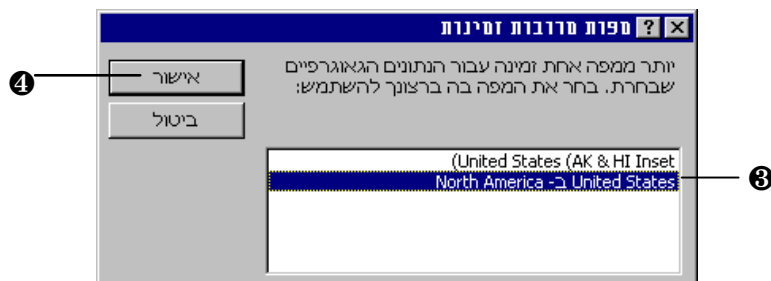 מפות מרובות זמינות
יותר ממפה אחת זמינה עבור הנתונים הגאוגרפיים
שבחרת. בחר את המפה בה ברצונך להשתמש:
אישור
ביטול
(United States (AK & HI Inset
United States ב- North America
❹
❸